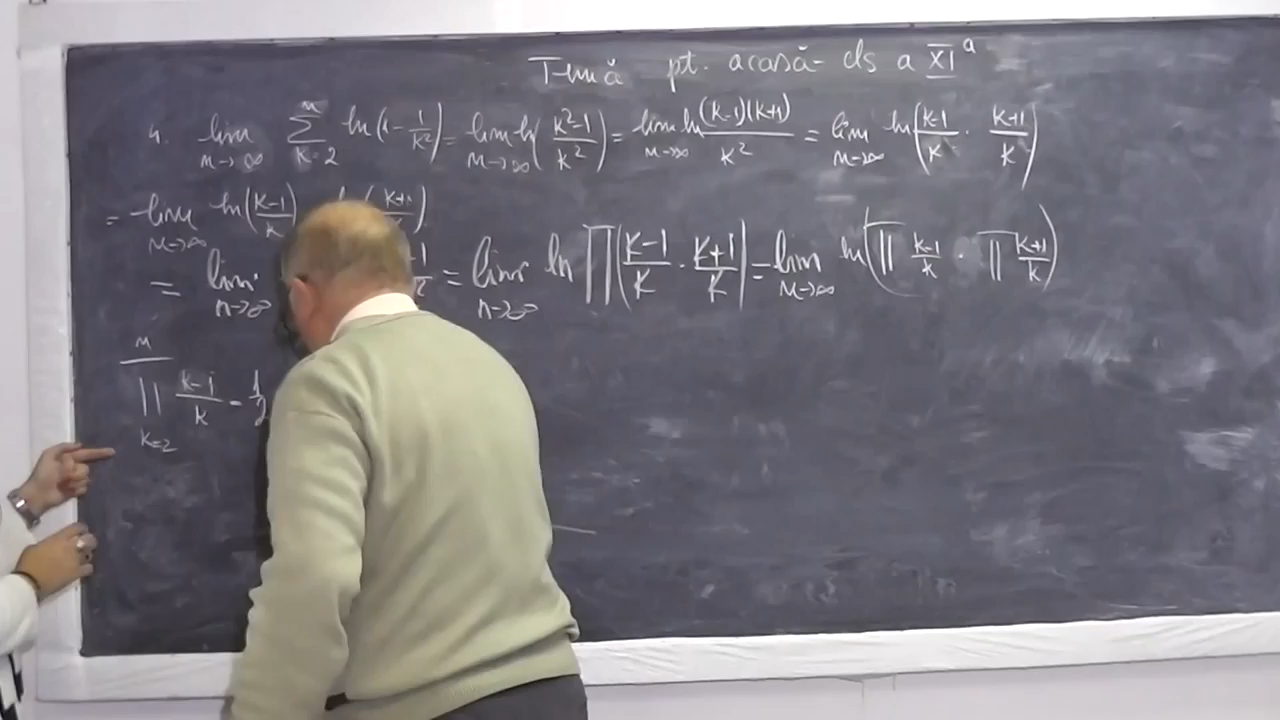 Temă pt. acasă - cls a XI ª
4. lim n→∞ n Σ k=2 ln(1 - 1/k²) = lim n→∞ ln(k²-1/k²) = lim n→∞ ln (k-1)(k+1)/k² = lim n→∞ ln(k-1/k · k+1/k)
= lim n→∞ ln(k-1/k)
= lim n→∞ = lim n→∞ ln ∏(k-1/k · k+1/k) = lim n→∞ ln(∏ k-1/k · ∏ k+1/k)
n ∏ k=2 k-1/k = 1/2